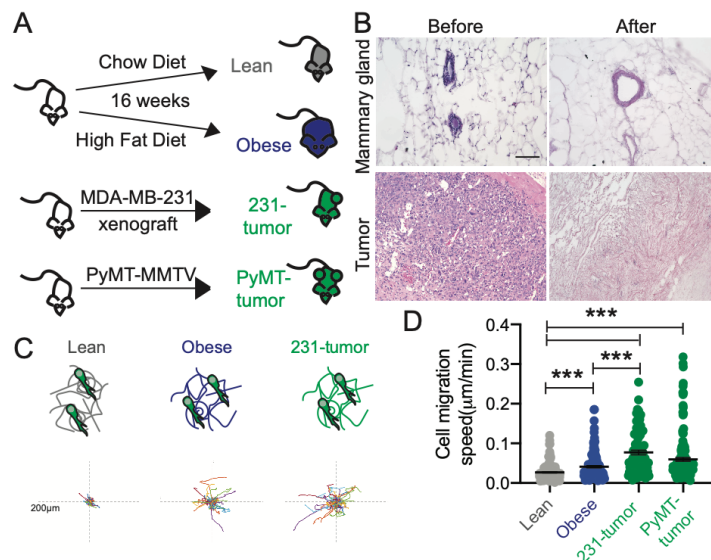 A
Chow Diet
Lean
16 weeks
High Fat Diet
Obese
MDA-MB-231
xenograft
231-
tumor
PyMT-MMTV
PyMT-
tumor
B
Before
After
Mammary gland
Tumor
C
Lean
Obese
231-tumor
200μm
D
Cell migration
speed(μm/min)
0.4
0.3
0.2
0.1
0.0
***
***
***
Lean
Obese
231-tumor
PyMT-
tumor